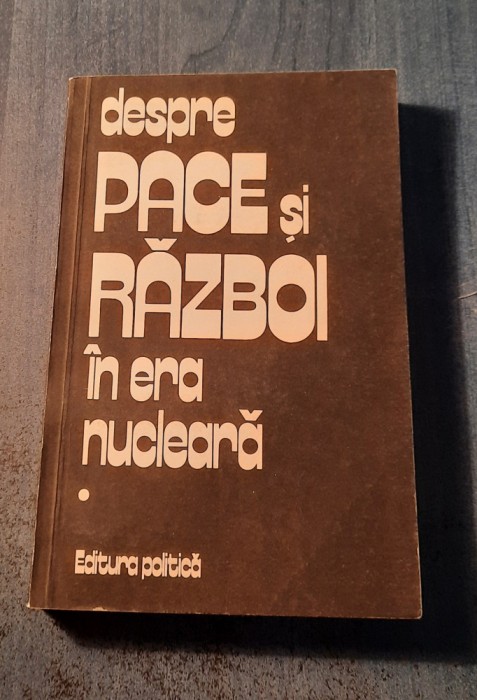 despre
PACE și
RĂZBOI
în era
nucleară
Editura politică